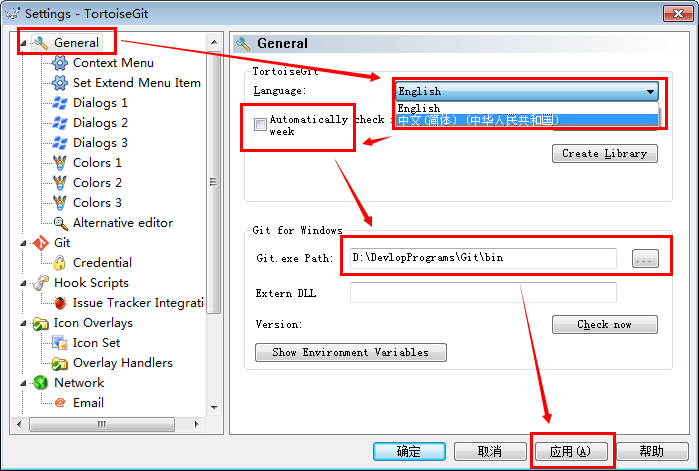 Settings - TortoiseGit
General
Context Menu
Set Extend Menu Item
Dialogs 1
Dialogs 2
Dialogs 3
Colors 1
Colors 2
Colors 3
Alternative editor
Git
Credential
Hook Scripts
Issue Tracker Integrati
Icon Overlays
Icon Set
Overlay Handlers
Network
Email
General
TortoiseGit
Language:
English
English
中文(简体) (中华人民共和国)
Automatically check
week
Create Library
Git for Windows
Git.exe Path:
D:\DevlopPrograms\Git\bin
...
Extern DLL
Version:
Check now
Show Environment Variables
确定
取消
应用(A)
帮助